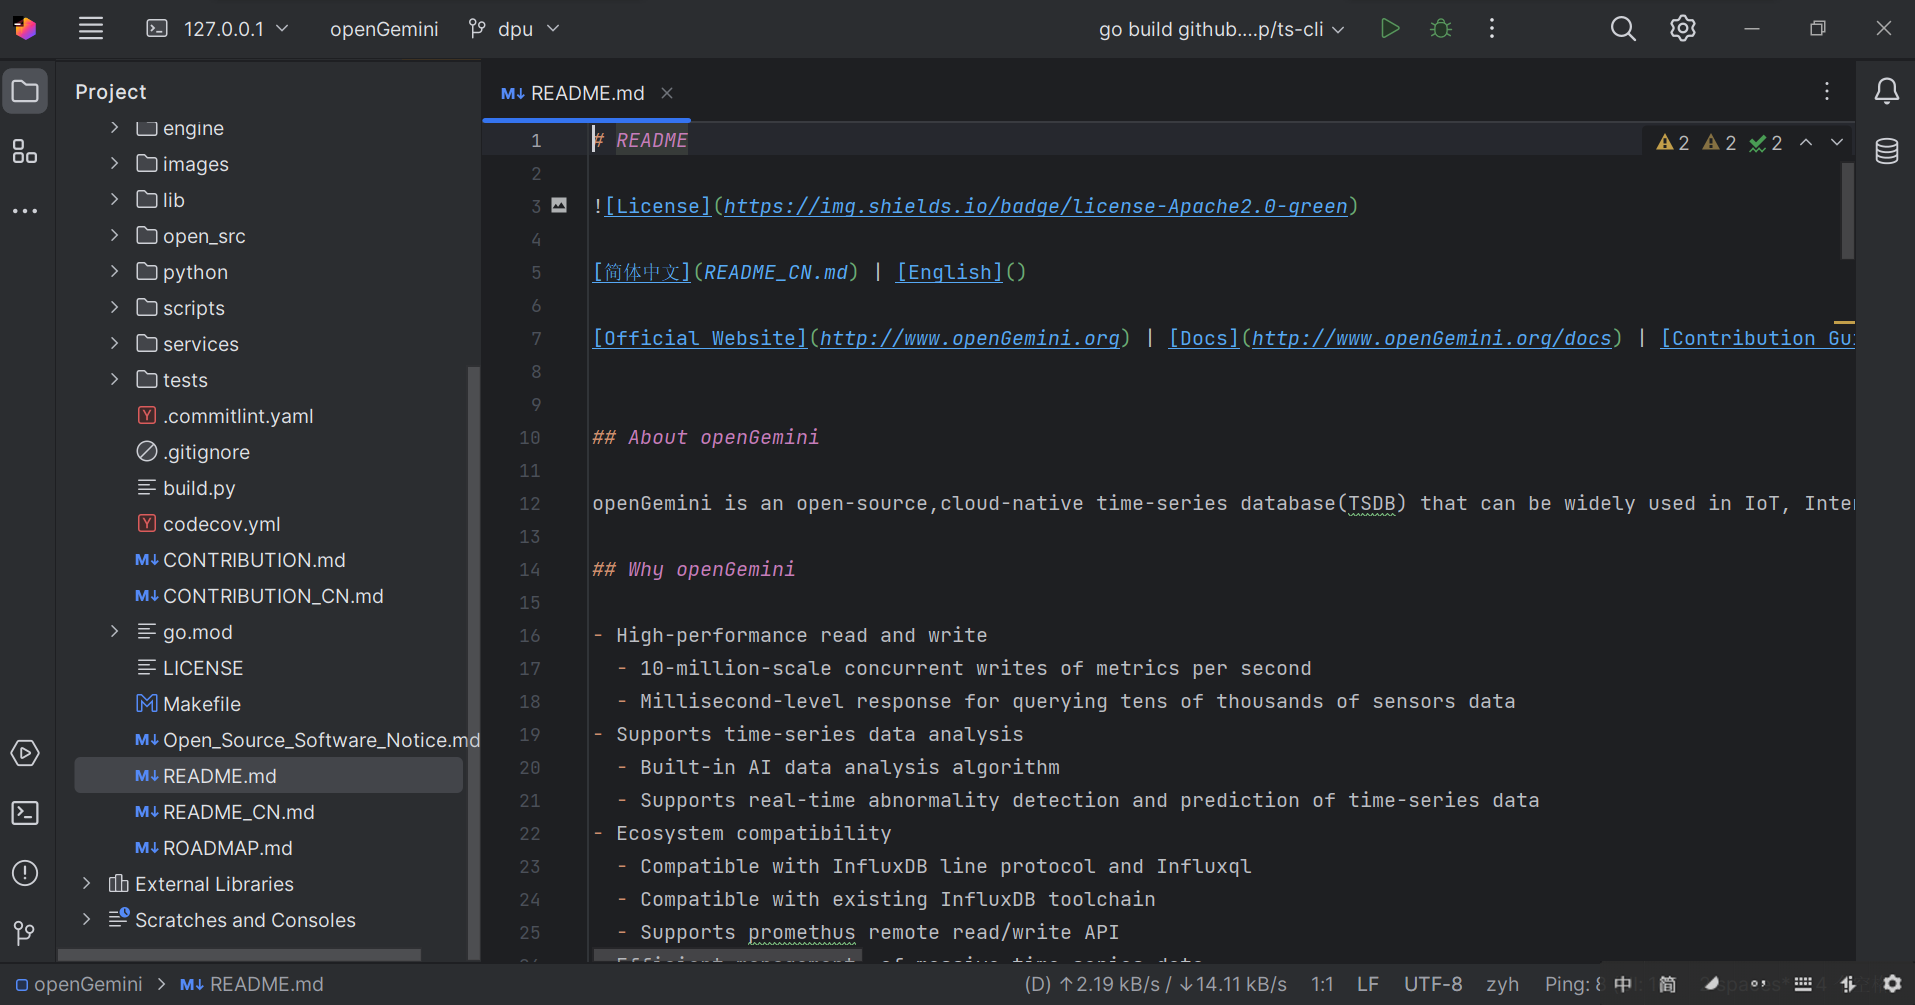 127.0.0.1 openGemini dpu go build github....p/ts-cli
Project
engine
images
lib
open_src
python
scripts
services
tests
.commitlint.yaml
.gitignore
build.py
codecov.yml
M↓ CONTRIBUTION.md
M↓ CONTRIBUTION_CN.md
go.mod
LICENSE
Makefile
M↓ Open_Source_Software_Notice.md
M↓ README.md
M↓ README_CN.md
M↓ ROADMAP.md
External Libraries
Scratches and Consoles
M↓ README.md
2 2 2
1 # README
2
3 ![License](https://img.shields.io/badge/license-Apache2.0-green)
4
5 [简体中文](README_CN.md) | [English]()
6
7 [Official Website](http://www.openGemini.org) | [Docs](http://www.openGemini.org/docs) | [Contribution Gu
8
9
10 ## About openGemini
11
12 openGemini is an open-source,cloud-native time-series database(TSDB) that can be widely used in IoT, Inter
13
14 ## Why openGemini
15
16 - High-performance read and write
17 - 10-million-scale concurrent writes of metrics per second
18 - Millisecond-level response for querying tens of thousands of sensors data
19 - Supports time-series data analysis
20 - Built-in AI data analysis algorithm
21 - Supports real-time abnormality detection and prediction of time-series data
22 - Ecosystem compatibility
23 - Compatible with InfluxDB line protocol and Influxql
24 - Compatible with existing InfluxDB toolchain
25 - Supports promethus remote read/write API
openGemini > M↓ README.md
(D) ↑2.19 kB/s / ↓14.11 kB/s 1:1 LF UTF-8 zyh Ping: 中 简